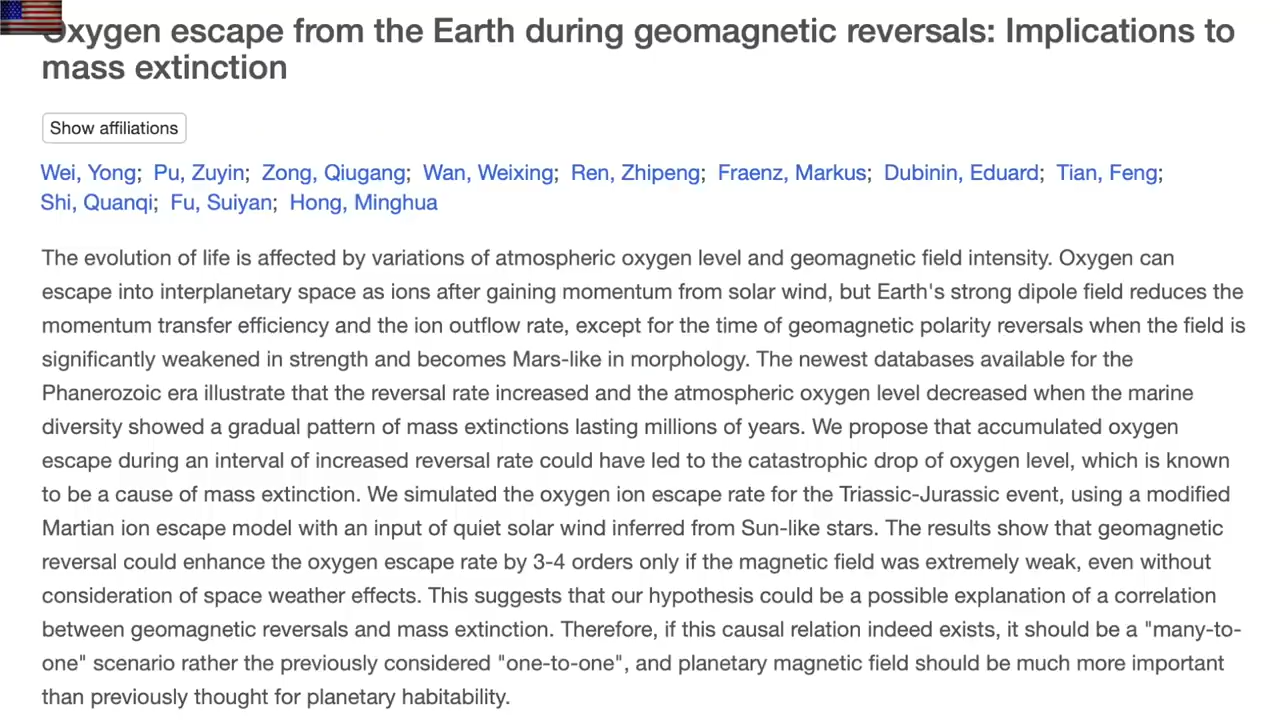 Oxygen escape from the Earth during geomagnetic reversals: Implications to
mass extinction
Show affiliations
Wei, Yong; Pu, Zuyin; Zong, Qiugang; Wan, Weixing; Ren, Zhipeng; Fraenz, Markus; Dubinin, Eduard; Tian, Feng;
Shi, Quanqi; Fu, Suiyan; Hong, Minghua
The evolution of life is affected by variations of atmospheric oxygen level and geomagnetic field intensity. Oxygen can
escape into interplanetary space as ions after gaining momentum from solar wind, but Earth's strong dipole field reduces the
momentum transfer efficiency and the ion outflow rate, except for the time of geomagnetic polarity reversals when the field is
significantly weakened in strength and becomes Mars-like in morphology. The newest databases available for the
Phanerozoic era illustrate that the reversal rate increased and the atmospheric oxygen level decreased when the marine
diversity showed a gradual pattern of mass extinctions lasting millions of years. We propose that accumulated oxygen
escape during an interval of increased reversal rate could have led to the catastrophic drop of oxygen level, which is known
to be a cause of mass extinction. We simulated the oxygen ion escape rate for the Triassic-Jurassic event, using a modified
Martian ion escape model with an input of quiet solar wind inferred from Sun-like stars. The results show that geomagnetic
reversal could enhance the oxygen escape rate by 3-4 orders only if the magnetic field was extremely weak, even without
consideration of space weather effects. This suggests that our hypothesis could be a possible explanation of a correlation
between geomagnetic reversals and mass extinction. Therefore, if this causal relation indeed exists, it should be a "many-to-
one" scenario rather the previously considered "one-to-one", and planetary magnetic field should be much more important
than previously thought for planetary habitability.